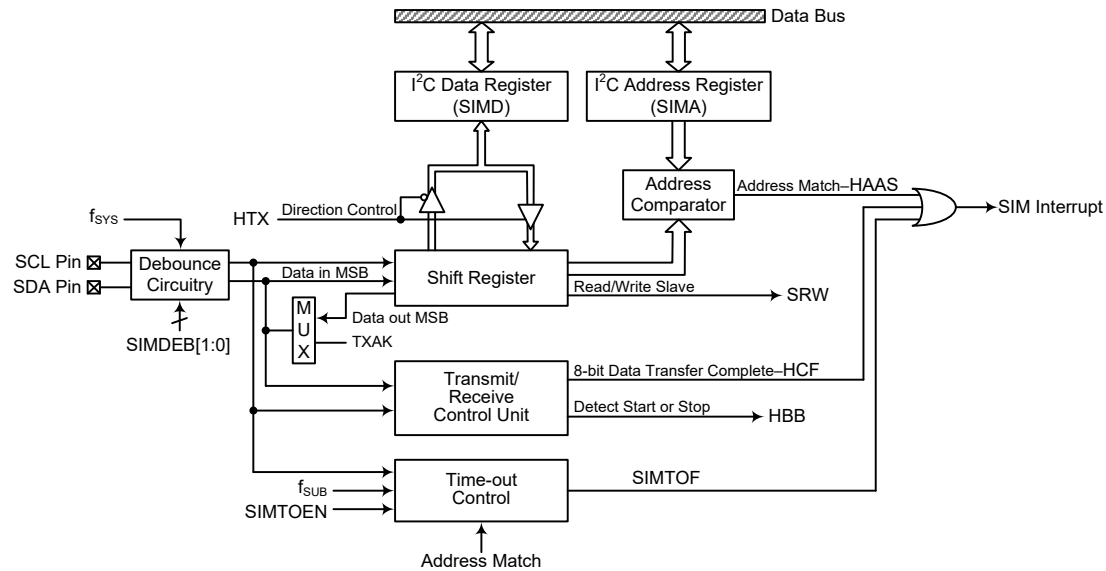 Data Bus
I²C Data Register
(SIMD)
I²C Address Register
(SIMA)
Address
Comparator
Address Match–HAAS
SIM Interrupt
HTX
Direction Control
fSYS
SCL Pin
SDA Pin
Debounce
Circuitry
SIMDEB[1:0]
Data in MSB
Shift Register
Read/Write Slave
SRW
M
U
X
Data out MSB
TXAK
Transmit/
Receive
Control Unit
8-bit Data Transfer Complete–HCF
Detect Start or Stop
HBB
fSUB
SIMTOEN
Time-out
Control
SIMTOF
Address Match